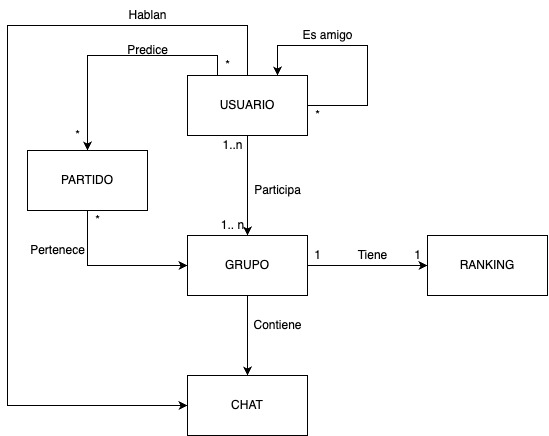 Hablan
Es amigo
Predice
*
USUARIO
*
*
1..n
PARTIDO
Participa
*
1.. n
Pertenece
GRUPO
1
Tiene
1
RANKING
Contiene
CHAT